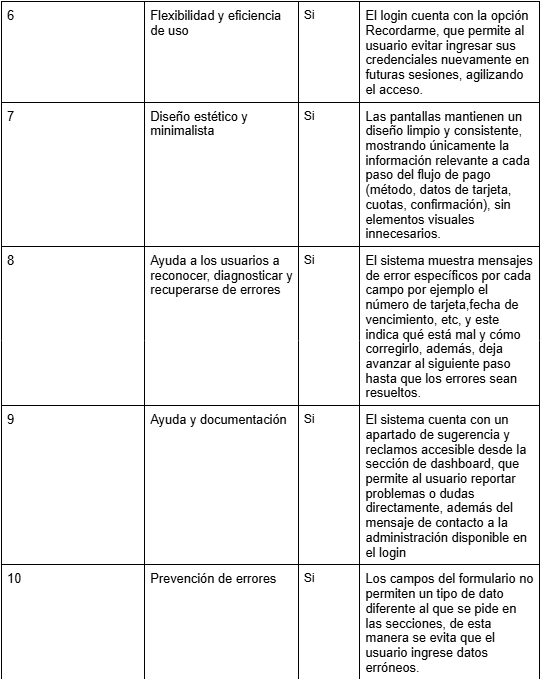 6
Flexibilidad y eficiencia
de uso
Si
El login cuenta con la opción
Recordarme, que permite al
usuario evitar ingresar sus
credenciales nuevamente en
futuras sesiones, agilizando
el acceso.
7
Diseño estético y
minimalista
Si
Las pantallas mantienen un
diseño limpio y consistente,
mostrando únicamente la
información relevante a cada
paso del flujo de pago
(método, datos de tarjeta,
cuotas, confirmación), sin
elementos visuales
innecesarios.
8
Ayuda a los usuarios a
reconocer, diagnosticar y
recuperarse de errores
Si
El sistema muestra mensajes
de error específicos por cada
campo por ejemplo el
número de tarjeta,fecha de
vencimiento, etc, y este
indica qué está mal y cómo
corregirlo, además, deja
avanzar al siguiente paso
hasta que los errores sean
resueltos.
9
Ayuda y documentación
Si
El sistema cuenta con un
apartado de sugerencia y
reclamos accesible desde la
sección de dashboard, que
permite al usuario reportar
problemas o dudas
directamente, además del
mensaje de contacto a la
administración disponible en
el login
10
Prevención de errores
Si
Los campos del formulario no
permiten un tipo de dato
diferente al que se pide en
las secciones, de esta
manera se evita que el
usuario ingrese datos
erróneos.